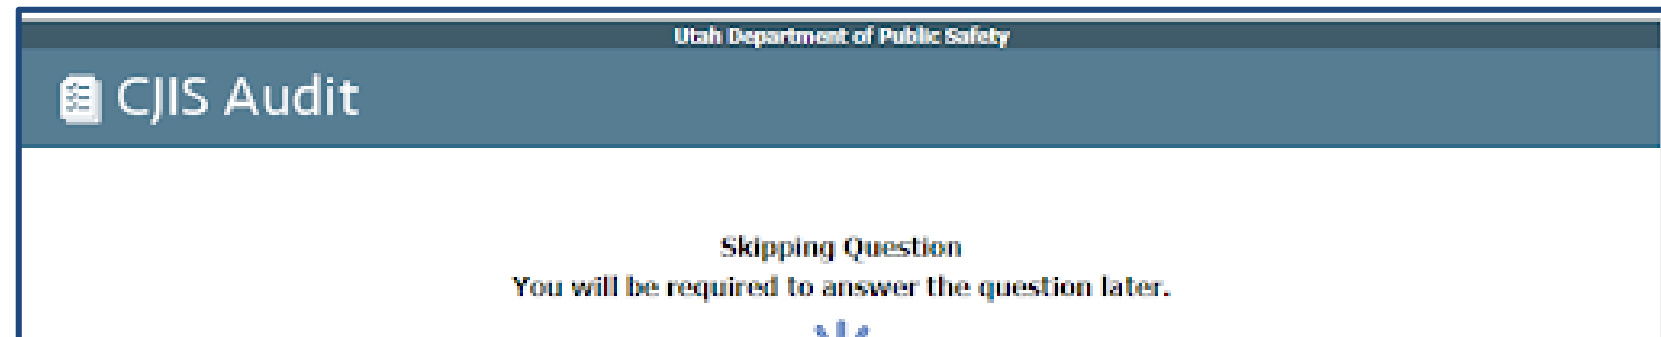 Utah Department of Public Safety
CJIS Audit
Skipping Question
You will be required to answer the question later.